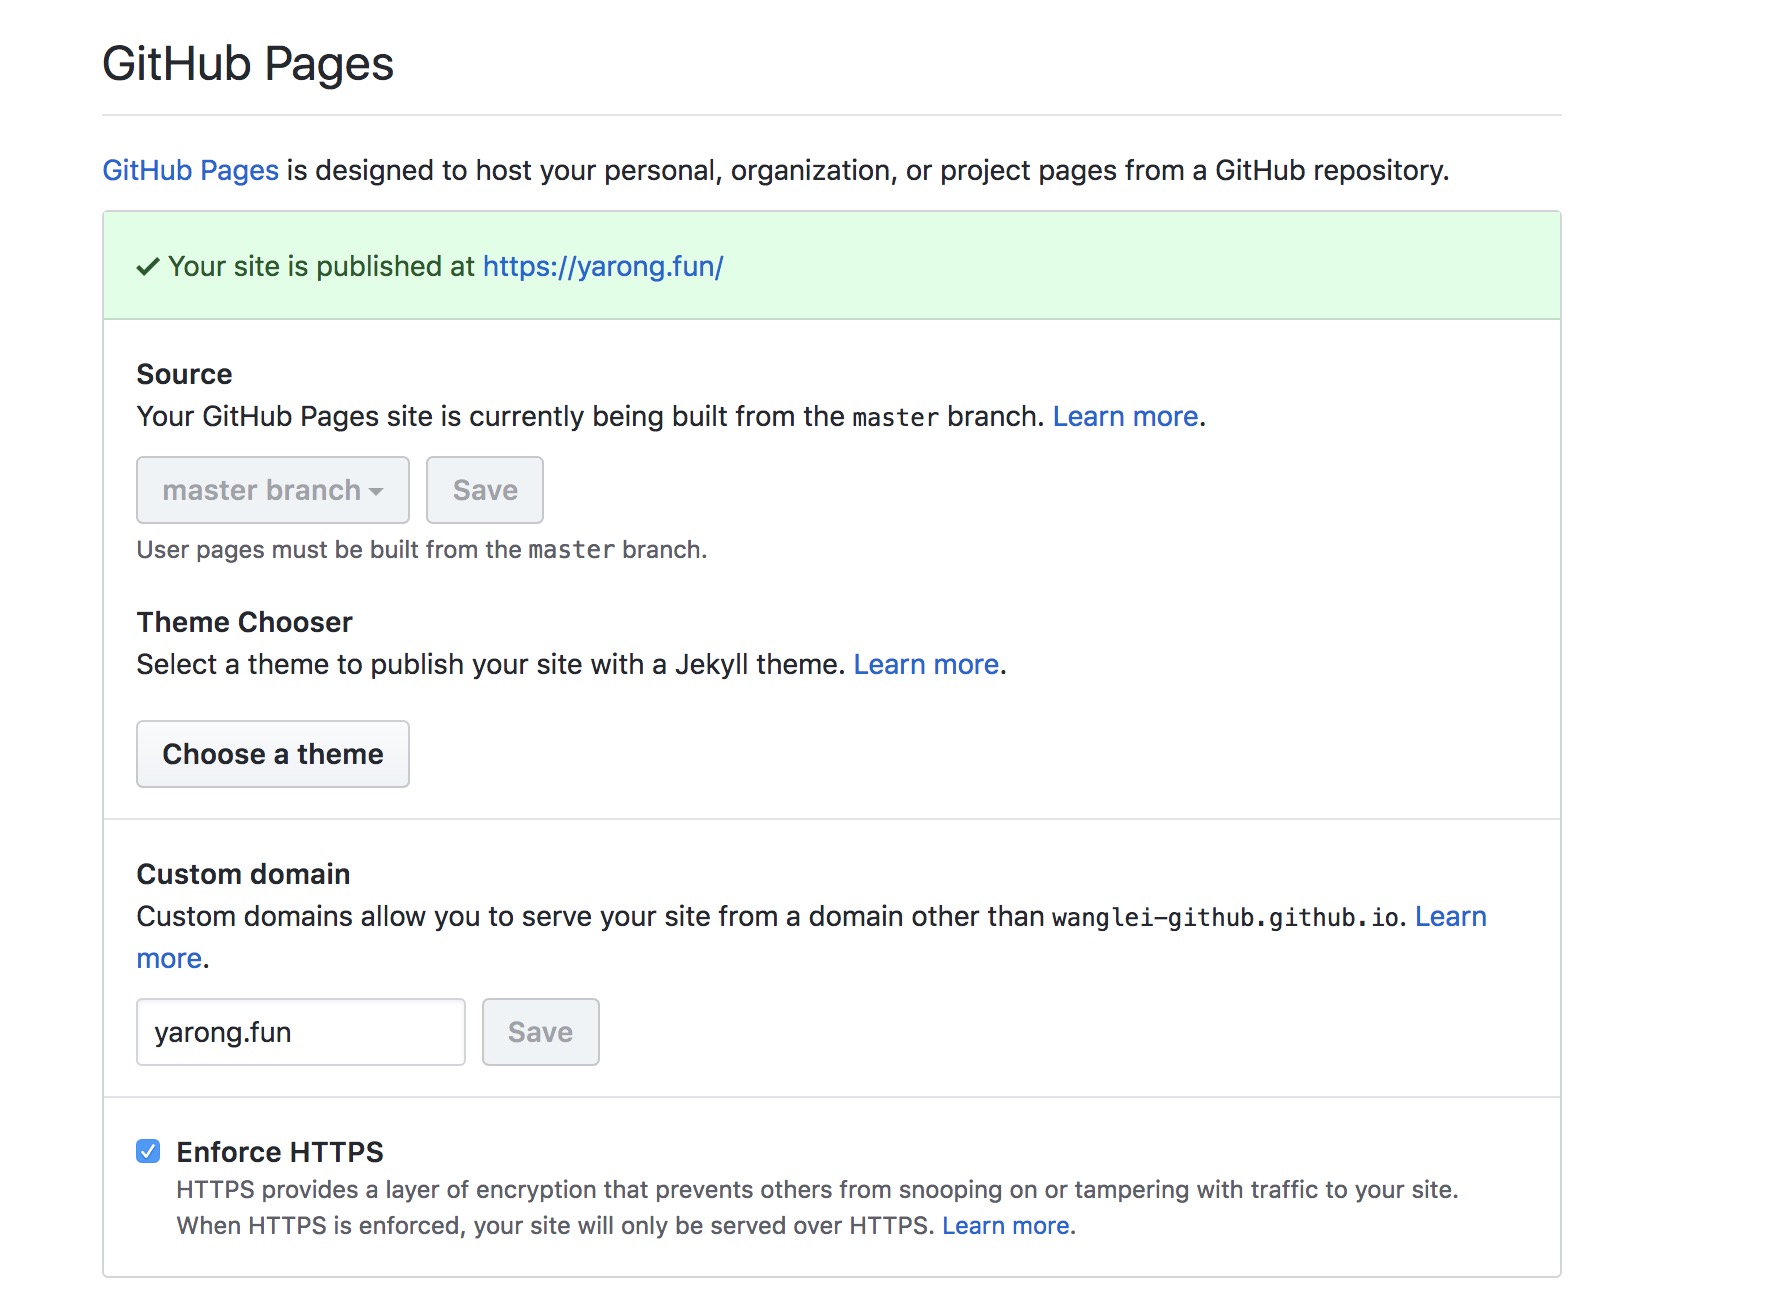 GitHub Pages
GitHub Pages is designed to host your personal, organization, or project pages from a GitHub repository.
Your site is published at https://yarong.fun/
Source
Your GitHub Pages site is currently being built from the master branch. Learn more.
master branch Save
User pages must be built from the master branch.
Theme Chooser
Select a theme to publish your site with a Jekyll theme. Learn more.
Choose a theme
Custom domain
Custom domains allow you to serve your site from a domain other than wanglei-github.github.io. Learn
more.
yarong.fun Save
Enforce HTTPS
HTTPS provides a layer of encryption that prevents others from snooping on or tampering with traffic to your site.
When HTTPS is enforced, your site will only be served over HTTPS. Learn more.